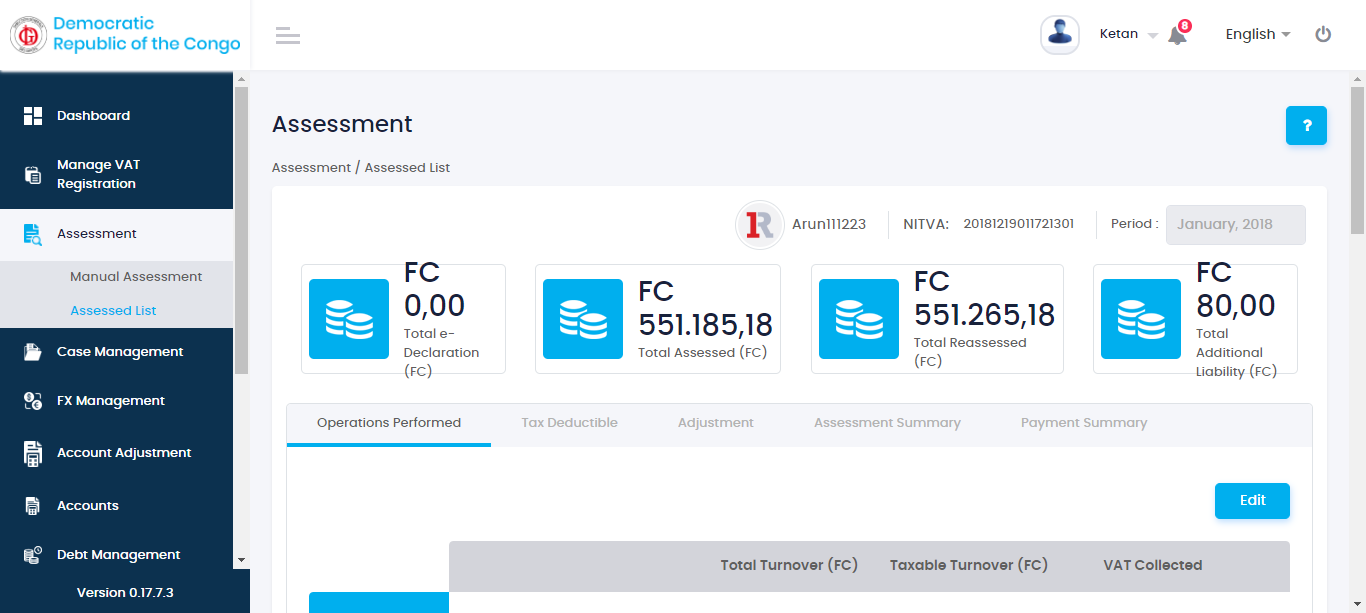 Democratic
Republic of the Congo
Ketan
8
English
Dashboard
Manage VAT
Registration
Assessment
Manual Assessment
Assessed List
Case Management
FX Management
Account Adjustment
Accounts
Debt Management
Version 0.17.7.3
Assessment
?
Assessment / Assessed List
1R Arun111223 NITVA: 20181219011721301 Period : January, 2018
FC
0,00
Total e-
Declaration
(FC)
FC
551.185,18
Total Assessed (FC)
FC
551.265,18
Total Reassessed
(FC)
FC
80,00
Total
Additional
Liability (FC)
Operations Performed Tax Deductible Adjustment Assessment Summary Payment Summary
Edit
Total Turnover (FC) Taxable Turnover (FC) VAT Collected